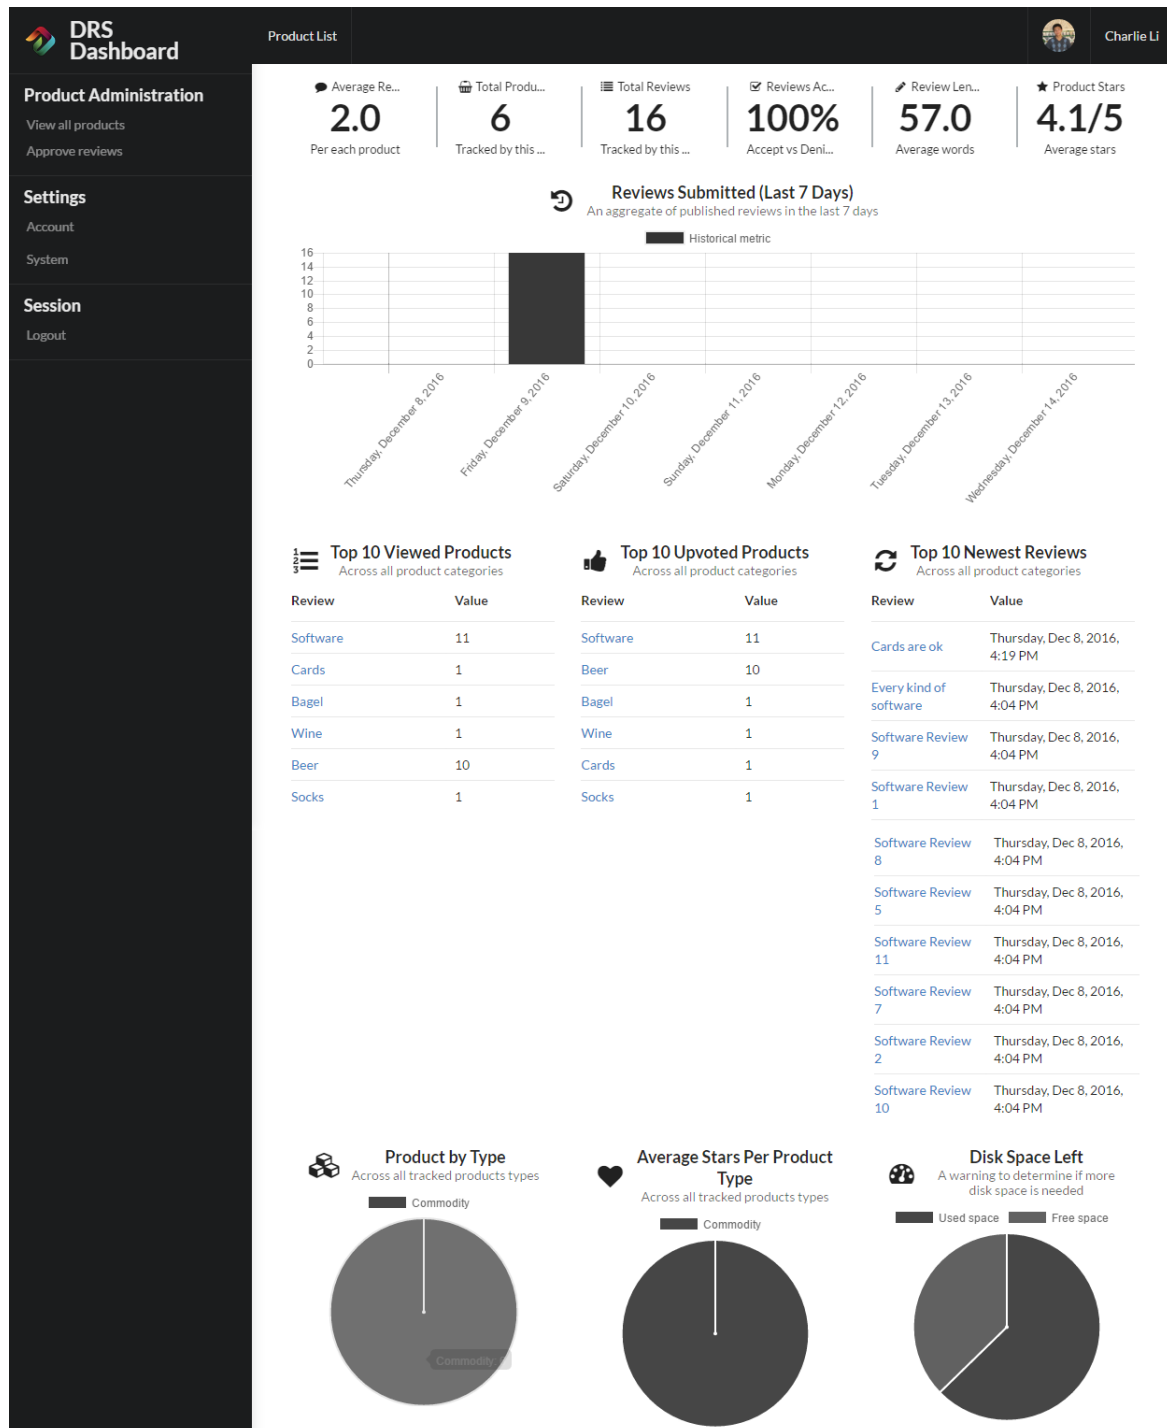 DRS
Dashboard
Product List
Charlie Li
Product Administration
View all products
Approve reviews
Settings
Account
System
Session
Logout
Average Re...
2.0
Per each product
Total Produ...
6
Tracked by this ...
Total Reviews
16
Tracked by this ...
Reviews Ac...
100%
Accept vs Deni...
Review Len...
57.0
Average words
Product Stars
4.1/5
Average stars
Reviews Submitted (Last 7 Days)
An aggregate of published reviews in the last 7 days
Historical metric
16
14
12
10
8
6
4
2
0
Thursday, December 8, 2016
Friday, December 9, 2016
Saturday, December 10, 2016
Sunday, December 11, 2016
Monday, December 12, 2016
Tuesday, December 13, 2016
Wednesday, December 14, 2016
Top 10 Viewed Products
Across all product categories
Review Value
Software 11
Cards 1
Bagel 1
Wine 1
Beer 10
Socks 1
Top 10 Upvoted Products
Across all product categories
Review Value
Software 11
Beer 10
Bagel 1
Wine 1
Cards 1
Socks 1
Top 10 Newest Reviews
Across all product categories
Review Value
Cards are ok
Thursday, Dec 8, 2016,
4:19 PM
Every kind of
software
Thursday, Dec 8, 2016,
4:04 PM
Software Review
9
Thursday, Dec 8, 2016,
4:04 PM
Software Review
1
Thursday, Dec 8, 2016,
4:04 PM
Software Review
8
Thursday, Dec 8, 2016,
4:04 PM
Software Review
5
Thursday, Dec 8, 2016,
4:04 PM
Software Review
11
Thursday, Dec 8, 2016,
4:04 PM
Software Review
7
Thursday, Dec 8, 2016,
4:04 PM
Software Review
2
Thursday, Dec 8, 2016,
4:04 PM
Software Review
10
Thursday, Dec 8, 2016,
4:04 PM
Product by Type
Across all tracked products types
Commodity
Commodity:
Average Stars Per Product
Type
Across all tracked products types
Commodity
Disk Space Left
A warning to determine if more
disk space is needed
Used space
Free space